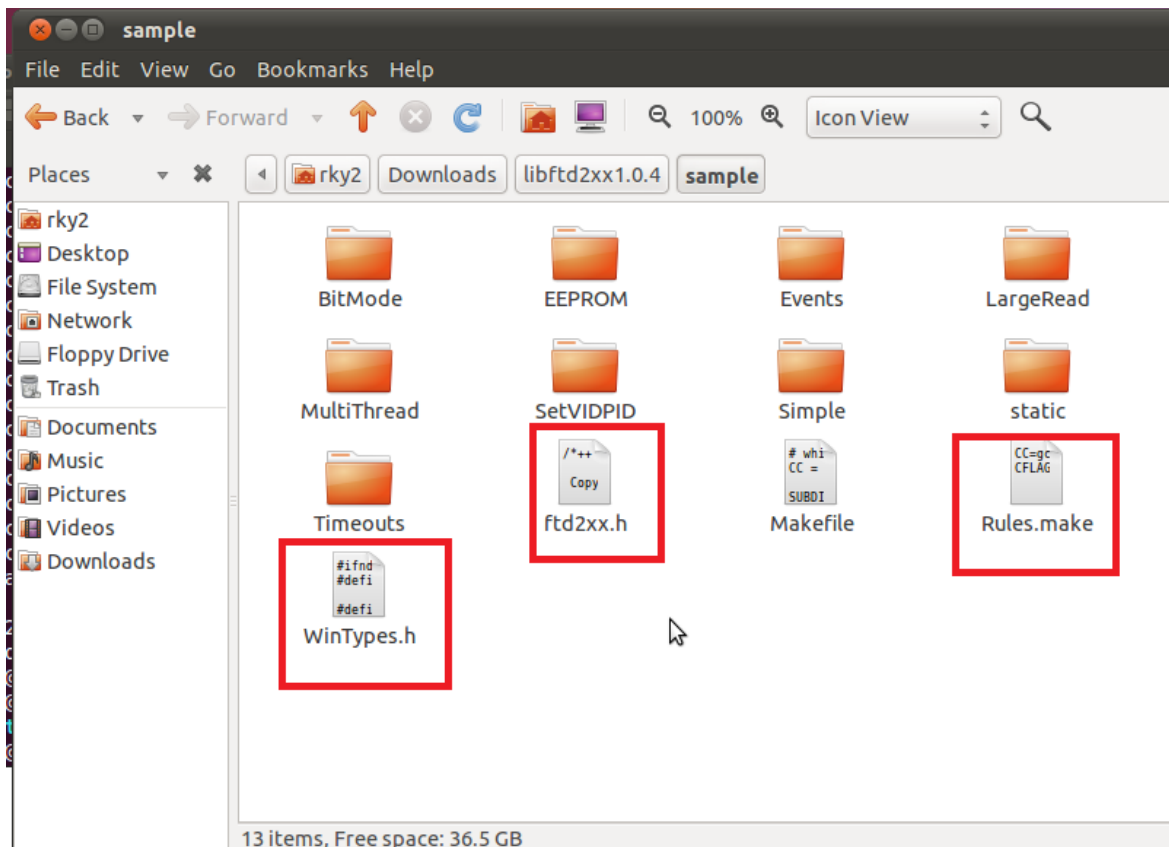 sample
File Edit View Go Bookmarks Help
Back Forward 100% Icon View
Places rky2 Downloads libftd2xx1.0.4 sample
rky2
Desktop
File System
Network
Floppy Drive
Trash
Documents
Music
Pictures
Videos
Downloads
BitMode EEPROM Events LargeRead
MultiThread SetVIDPID Simple static
/*++
Copy
# whi
CC =
SUBDI
CC=gc
CFLAG
Timeouts ftd2xx.h Makefile Rules.make
#ifnd
#defi
#defi
WinTypes.h
13 items, Free space: 36.5 GB